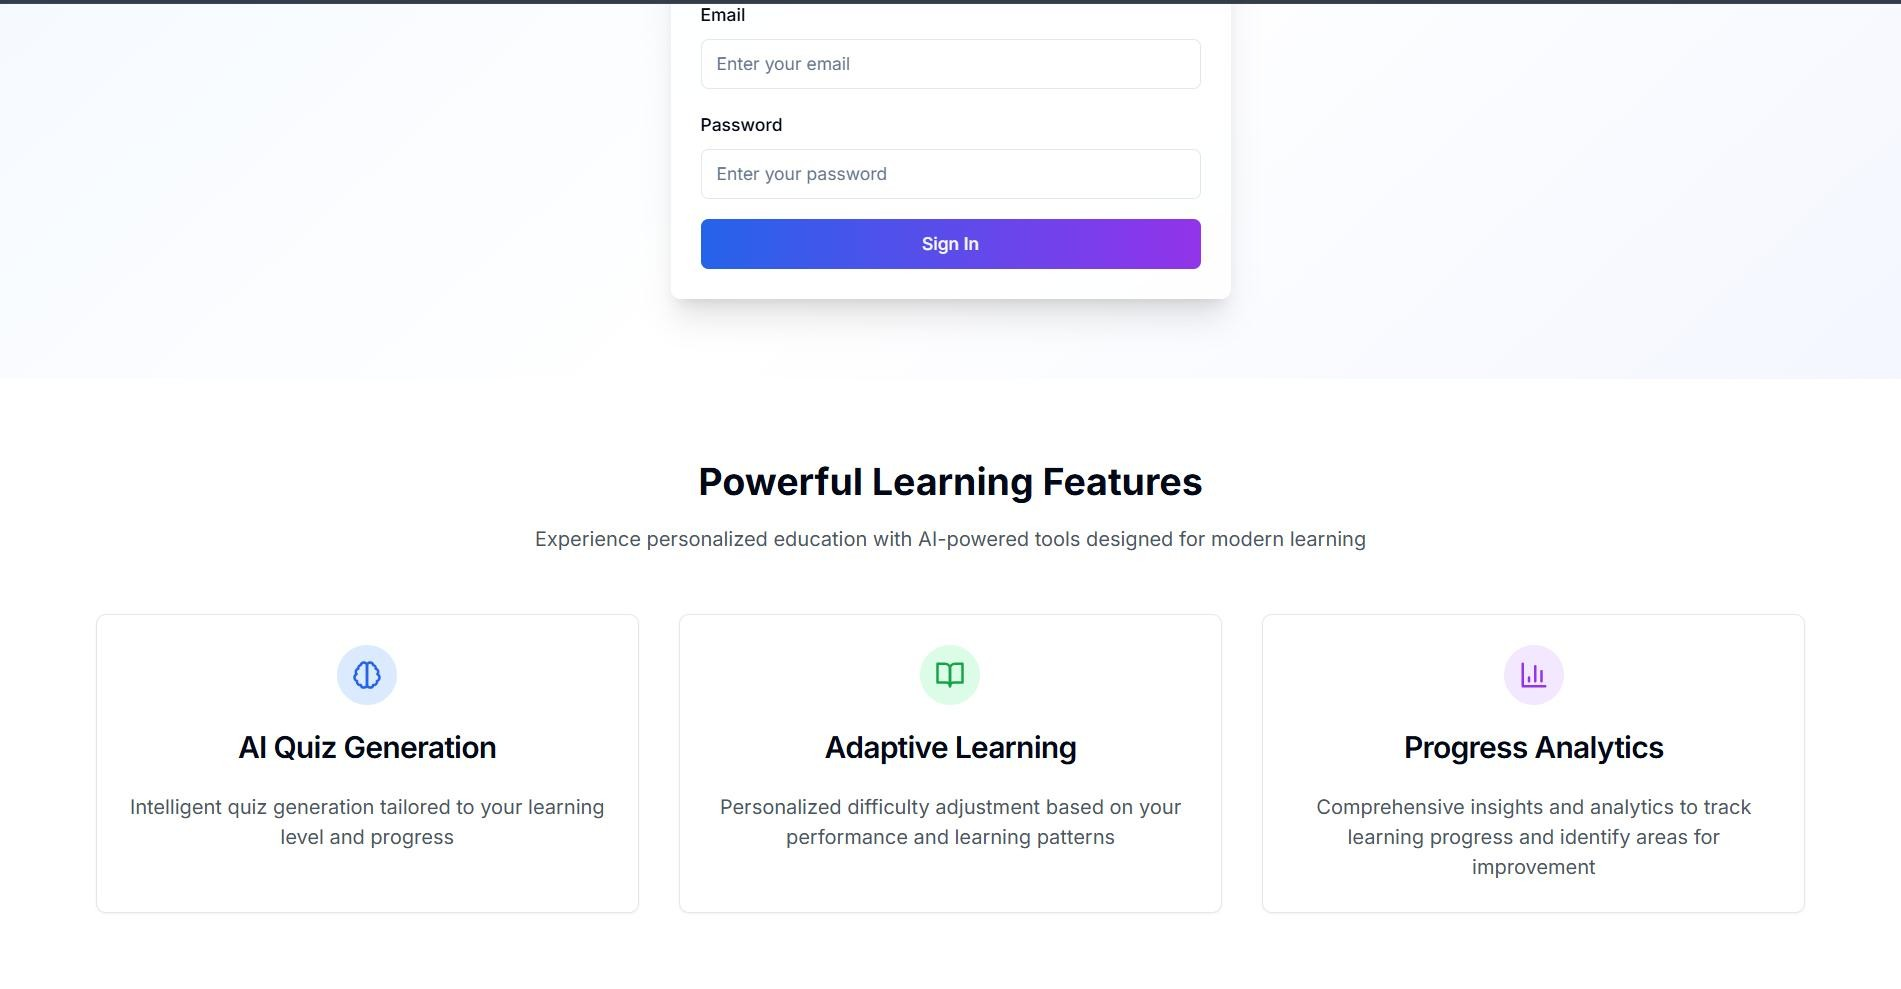 Email
Enter your email
Password
Enter your password
Sign In
Powerful Learning Features
Experience personalized education with AI-powered tools designed for modern learning
AI Quiz Generation
Intelligent quiz generation tailored to your learning
level and progress
Adaptive Learning
Personalized difficulty adjustment based on your
performance and learning patterns
Progress Analytics
Comprehensive insights and analytics to track
learning progress and identify areas for
improvement